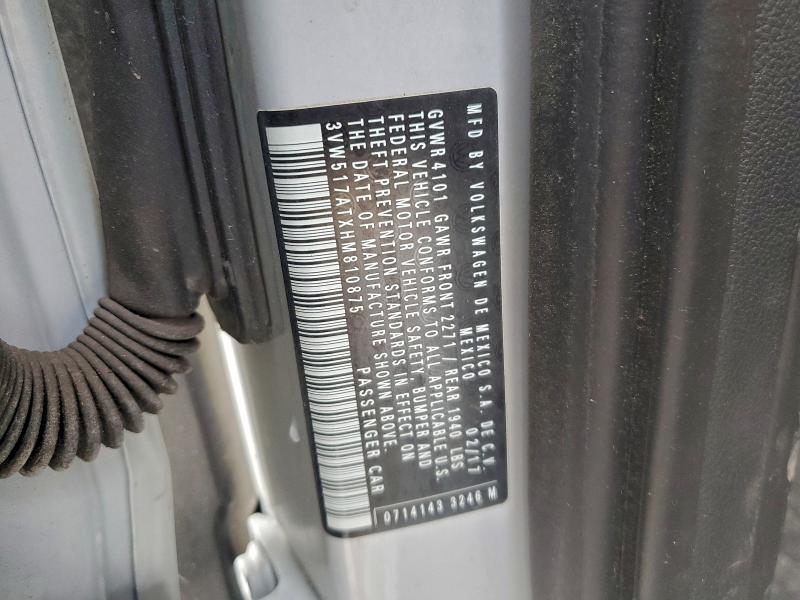 MFD BY VOLKSWAGEN DE MEXICO S.A. DE C.V.
MEXICO 02/17
GVWR 4101 GAWR FRONT 2271 / REAR 1940 LBS
THIS VEHICLE CONFORMS TO ALL APPLICABLE U.S.
FEDERAL MOTOR VEHICLE SAFETY, BUMPER AND
THEFT PREVENTION STANDARDS IN EFFECT ON
THE DATE OF MANUFACTURE SHOWN ABOVE.
3VW517ATXHM810875 PASSENGER CAR
0714143 3246 M